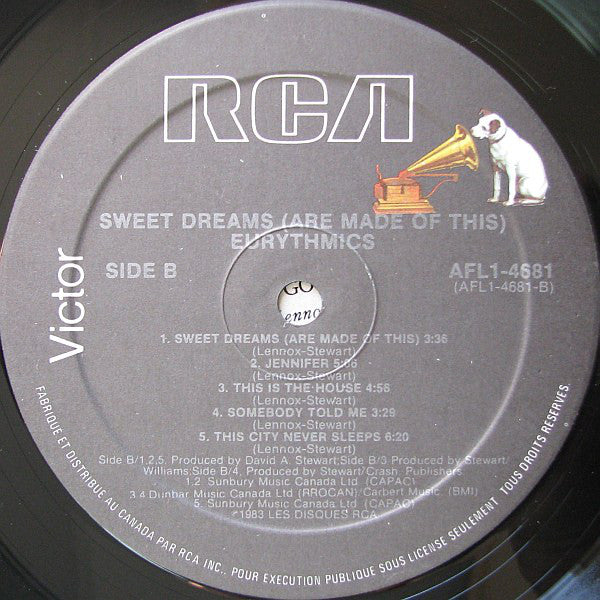 RCA
Victor
SWEET DREAMS (ARE MADE OF THIS)
EURYTHMICS
SIDE B
AFL1-4681
(AFL1-4681-B)
GO
enno
1. SWEET DREAMS (ARE MADE OF THIS) 3:36
(Lennox-Stewart)
2. JENNIFER 5:06
(Lennox-Stewart)
3. THIS IS THE HOUSE 4:56
(Lennox-Stewart)
4. SOMEBODY TOLD ME 3:29
(Lennox-Stewart)
5. THIS CITY NEVER SLEEPS 6:20
(Lennox-Stewart)
Side B/1,2,5, Produced by David A. Stewart;Side B/3 Produced by Stewart/
Williams:Side B/4, Produced by Stewart/Crash. Publishers
1.2 Sunbury Music Canada Ltd (CAPAC)
3.4 Dunbar Music Canada Ltd (RROCAN)/Carbert Music. (BMI)
5. Sunbury Music Canada Ltd (CAPAC)
°1983 LES DISQUES RCA
FABRIQUE ET DISTRIBUE AU CANADA PAR RCA INC., POUR EXECUTION PUBLIQUE SOUS LICENSE SEULEMENT TOUS DROITS RESERVES.